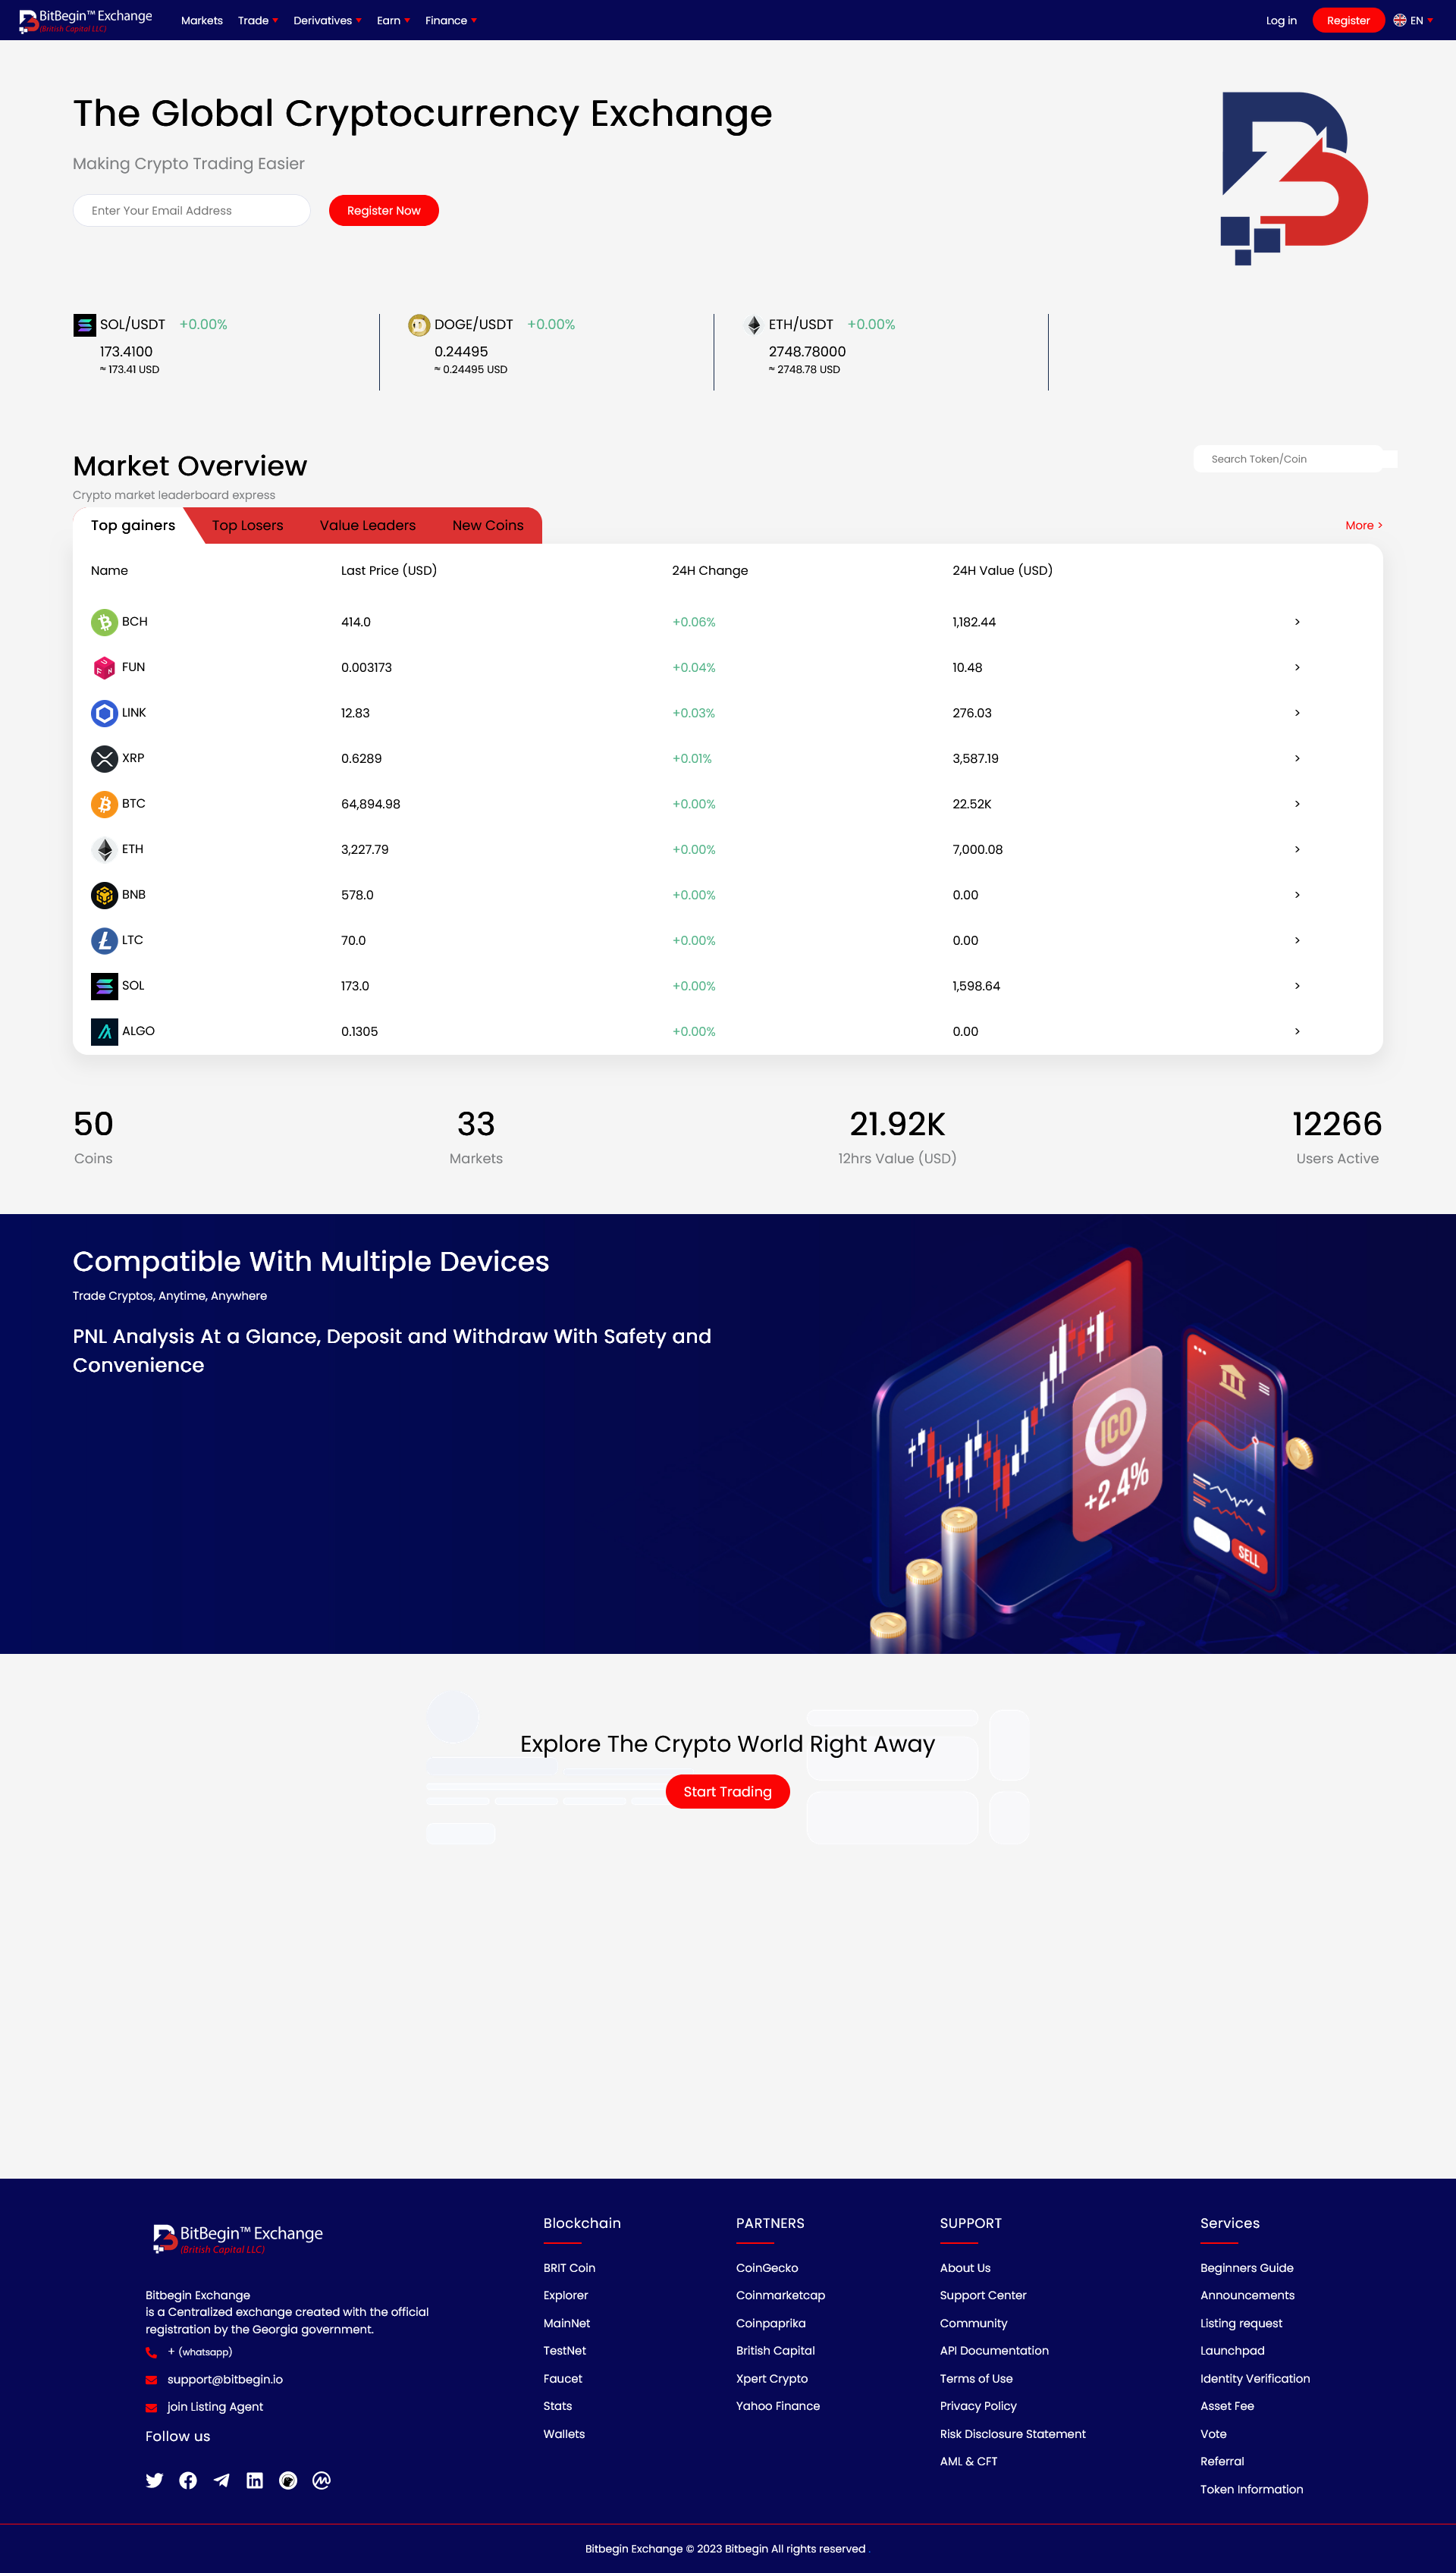 BitBegin™ Exchange
(British Capital LLC)
Markets Trade Derivatives Earn Finance Log in Register EN
The Global Cryptocurrency Exchange
Making Crypto Trading Easier
Enter Your Email Address Register Now
SOL/USDT +0.00%
173.4100
≈ 173.41 USD
DOGE/USDT +0.00%
0.24495
≈ 0.24495 USD
ETH/USDT +0.00%
2748.78000
≈ 2748.78 USD
Market Overview
Search Token/Coin
Crypto market leaderboard express
Top gainers Top Losers Value Leaders New Coins More >
Name Last Price (USD) 24H Change 24H Value (USD)
BCH 414.0 +0.06% 1,182.44 >
FUN 0.003173 +0.04% 10.48 >
LINK 12.83 +0.03% 276.03 >
XRP 0.6289 +0.01% 3,587.19 >
BTC 64,894.98 +0.00% 22.52K >
ETH 3,227.79 +0.00% 7,000.08 >
BNB 578.0 +0.00% 0.00 >
LTC 70.0 +0.00% 0.00 >
SOL 173.0 +0.00% 1,598.64 >
ALGO 0.1305 +0.00% 0.00 >
50 33 21.92K 12266
Coins Markets 12hrs Value (USD) Users Active
Compatible With Multiple Devices
Trade Cryptos, Anytime, Anywhere
PNL Analysis At a Glance, Deposit and Withdraw With Safety and
Convenience
ICO
+2.4%
SELL
Explore The Crypto World Right Away
Start Trading
BitBegin™ Exchange
(British Capital LLC)
Bitbegin Exchange
is a Centralized exchange created with the official
registration by the Georgia government.
+ (whatsapp)
support@bitbegin.io
join Listing Agent
Follow us
Blockchain
BRIT Coin
Explorer
MainNet
TestNet
Faucet
Stats
Wallets
PARTNERS
CoinGecko
Coinmarketcap
Coinpaprika
British Capital
Xpert Crypto
Yahoo Finance
SUPPORT
About Us
Support Center
Community
API Documentation
Terms of Use
Privacy Policy
Risk Disclosure Statement
AML & CFT
Services
Beginners Guide
Announcements
Listing request
Launchpad
Identity Verification
Asset Fee
Vote
Referral
Token Information
Bitbegin Exchange © 2023 Bitbegin All rights reserved .